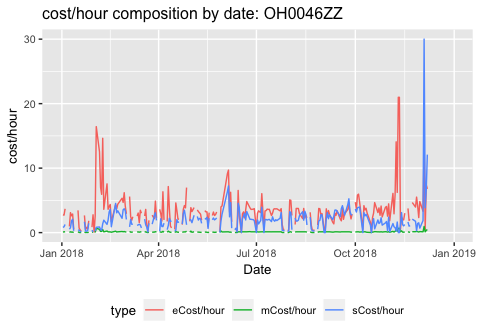 cost/hour composition by date: OH0046ZZ
cost/hour
30
20
10
0
Jan 2018 Apr 2018 Jul 2018 Oct 2018 Jan 2019
Date
type eCost/hour mCost/hour sCost/hour